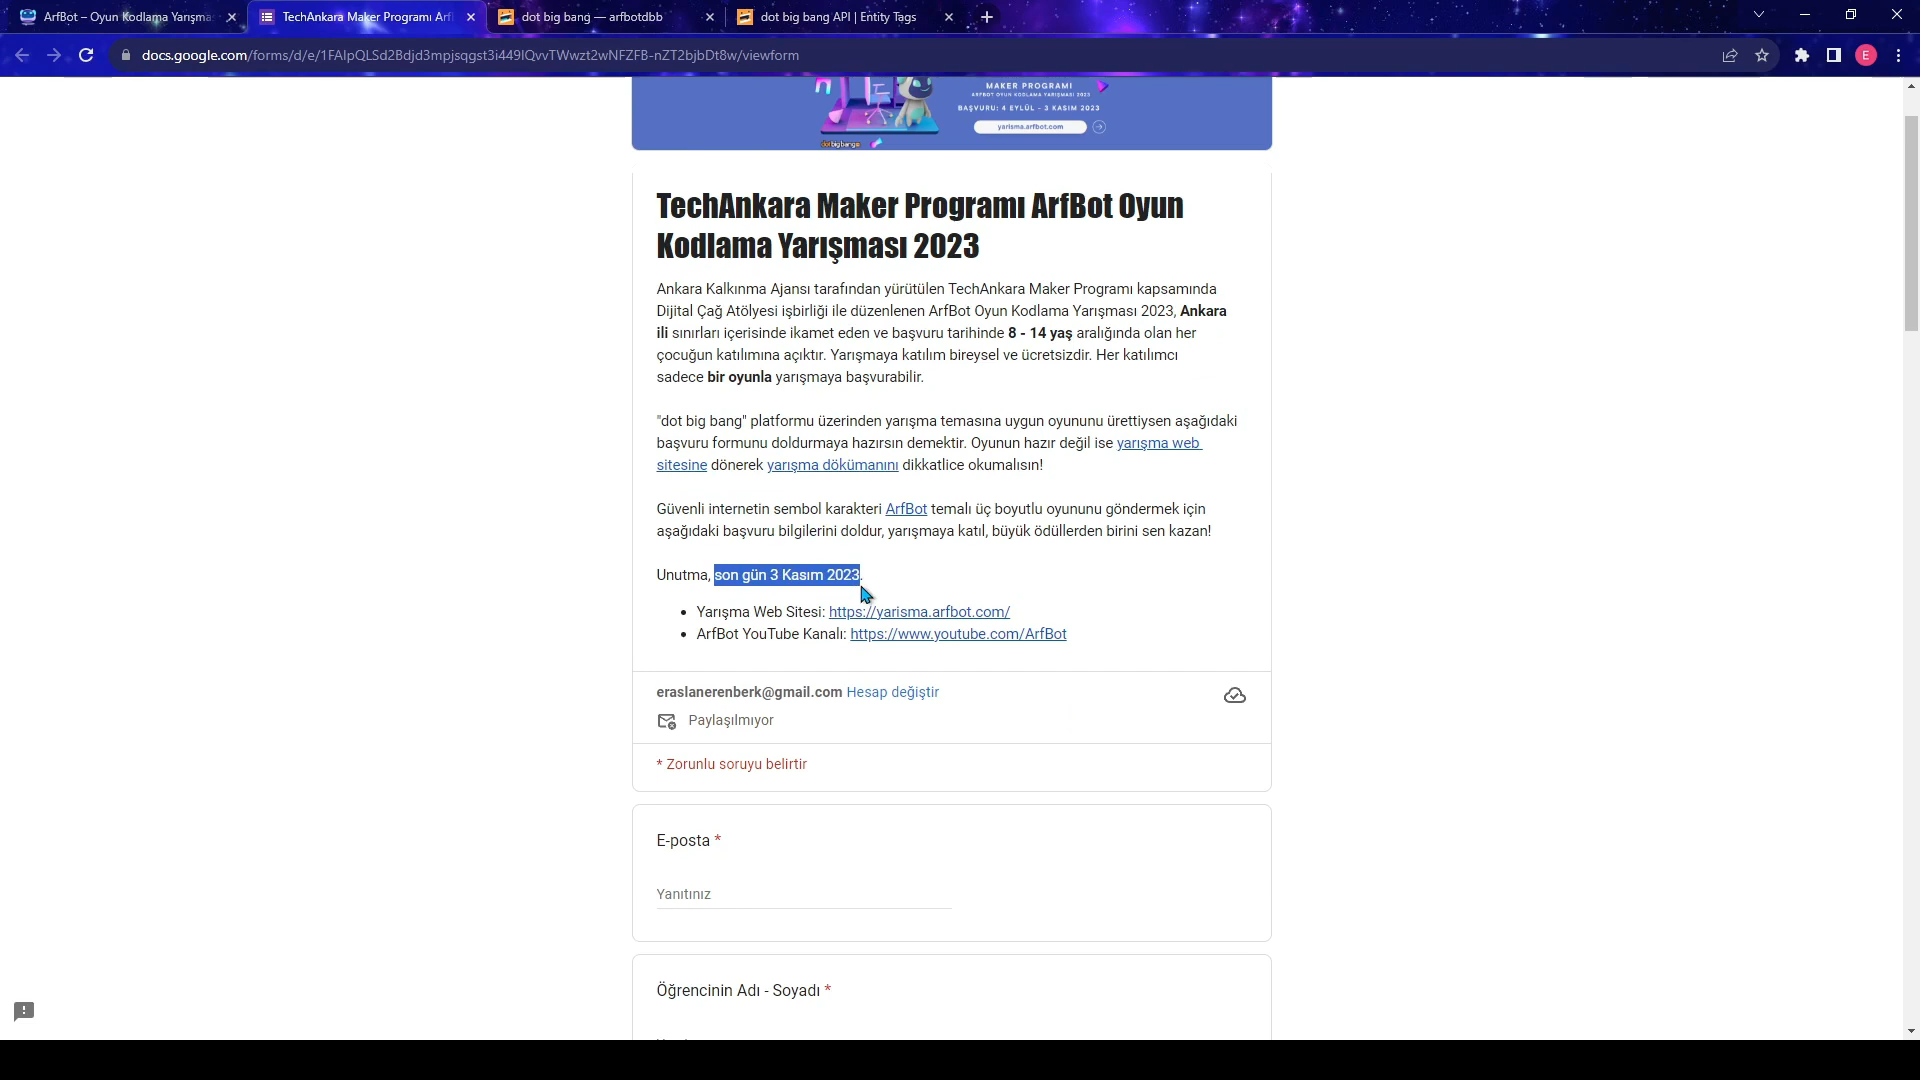 ArfBot – Oyun Kodlama Yarışma
TechAnkara Maker Programı Arf
dot big bang — arfbotdbb
dot big bang API | Entity Tags
docs.google.com/forms/d/e/1FAIpQLSd2Bdjd3mpjsqgst3i449IQvvTWwzt2wNFZFB-nZT2bjbDt8w/viewform
E
MAKER PROGRAMI
ARFBOT OYUN KODLAMA YARIŞMASI 2023
BAŞVURU: 4 EYLÜL - 3 KASIM 2023
yarisma.arfbot.com
dotbigbang
TechAnkara Maker Programı ArfBot Oyun
Kodlama Yarışması 2023
Ankara Kalkınma Ajansı tarafından yürütülen TechAnkara Maker Programı kapsamında
Dijital Çağ Atölyesi işbirliği ile düzenlenen ArfBot Oyun Kodlama Yarışması 2023, Ankara
ili sınırları içerisinde ikamet eden ve başvuru tarihinde 8 - 14 yaş aralığında olan her
çocuğun katılımına açıktır. Yarışmaya katılım bireysel ve ücretsizdir. Her katılımcı
sadece bir oyunla yarışmaya başvurabilir.
"dot big bang" platformu üzerinden yarışma temasına uygun oyununu ürettiysen aşağıdaki
başvuru formunu doldurmaya hazırsın demektir. Oyunun hazır değil ise yarışma web
sitesine dönerek yarışma dökümanını dikkatlice okumalısın!
Güvenli internetin sembol karakteri ArfBot temalı üç boyutlu oyununu göndermek için
aşağıdaki başvuru bilgilerini doldur, yarışmaya katıl, büyük ödüllerden birini sen kazan!
Unutma, son gün 3 Kasım 2023.
• Yarışma Web Sitesi: https://yarisma.arfbot.com/
• ArfBot YouTube Kanalı: https://www.youtube.com/ArfBot
eraslanerenberk@gmail.com Hesap değiştir
Paylaşılmıyor
* Zorunlu soruyu belirtir
E-posta *
Yanıtınız
Öğrencinin Adı - Soyadı *